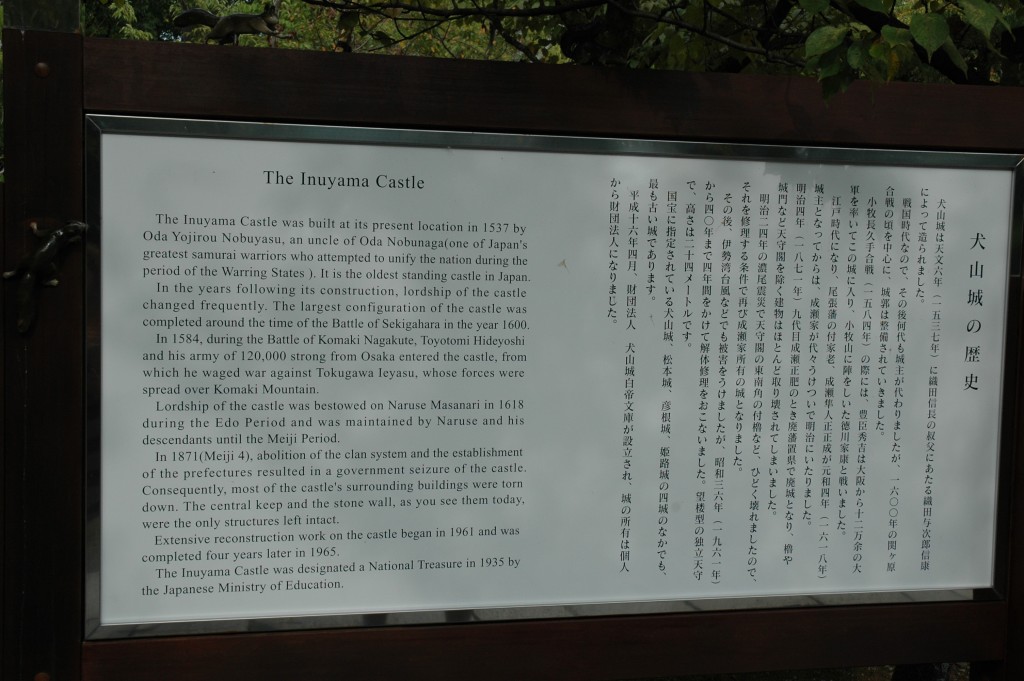 The Inuyama Castle
The Inuyama Castle was built at its present location in 1537 by
Oda Yojirou Nobuyasu, an uncle of Oda Nobunaga(one of Japan's
greatest samurai warriors who attempted to unify the nation during the
period of the Warring States ). It is the oldest standing castle in Japan.
In the years following its construction, lordship of the castle
changed frequently. The largest configuration of the castle was
completed around the time of the Battle of Sekigahara in the year 1600.
In 1584, during the Battle of Komaki Nagakute, Toyotomi Hideyoshi
and his army of 120,000 strong from Osaka entered the castle, from
which he waged war against Tokugawa Ieyasu, whose forces were
spread over Komaki Mountain.
Lordship of the castle was bestowed on Naruse Masanari in 1618
during the Edo Period and was maintained by Naruse and his
descendants until the Meiji Period.
In 1871(Meiji 4), abolition of the clan system and the establishment
of the prefectures resulted in a government seizure of the castle.
Consequently, most of the castle's surrounding buildings were torn
down. The central keep and the stone wall, as you see them today,
were the only structures left intact.
Extensive reconstruction work on the castle began in 1961 and was
completed four years later in 1965.
The Inuyama Castle was designated a National Treasure in 1935 by
the Japanese Ministry of Education.
犬山城の歴史
犬山城は天文六年（一五三七年）に織田信長の叔父にあたる織田与次郎信康
によって造られました。
戦国時代なので、その後何代も城主が代わりましたが、一六〇〇年の関ヶ原
合戦の頃を中心に、城郭は整備されていきました。
小牧長久手合戦（一五八四年）の際には、豊臣秀吉は大阪から十二万余の大
軍を率いてこの城に入り、小牧山に陣をしいた徳川家康と戦いました。
江戸時代になり、尾張藩の付家老、成瀬隼人正正成が元和四年（一六一八年）
城主となってからは、成瀬家が代々うけついで明治にいたりました。
明治四年（一八七一年）九代目成瀬正肥のとき廃藩置県で廃城となり、櫓や
城門など天守閣を除く建物はほとんど取り壊されてしまいました。
明治二四年の濃尾震災で天守閣の東南角の付櫓など、ひどく壊れましたので、
それを修理する条件で再び成瀬家所有の城となりました。
その後、伊勢湾台風などでも被害をうけましたが、昭和三六年（一九六一年）
から四〇年まで四年間をかけて解体修理をおこないました。望楼型の独立天守
で、高さは二十四メートルです。
国宝に指定されている犬山城、松本城、彦根城、姫路城の四城のなかでも、
最も古い城であります。
平成十六年四月、財団法人 犬山城白帝文庫が設立され、城の所有は個人
から財団法人になりました。